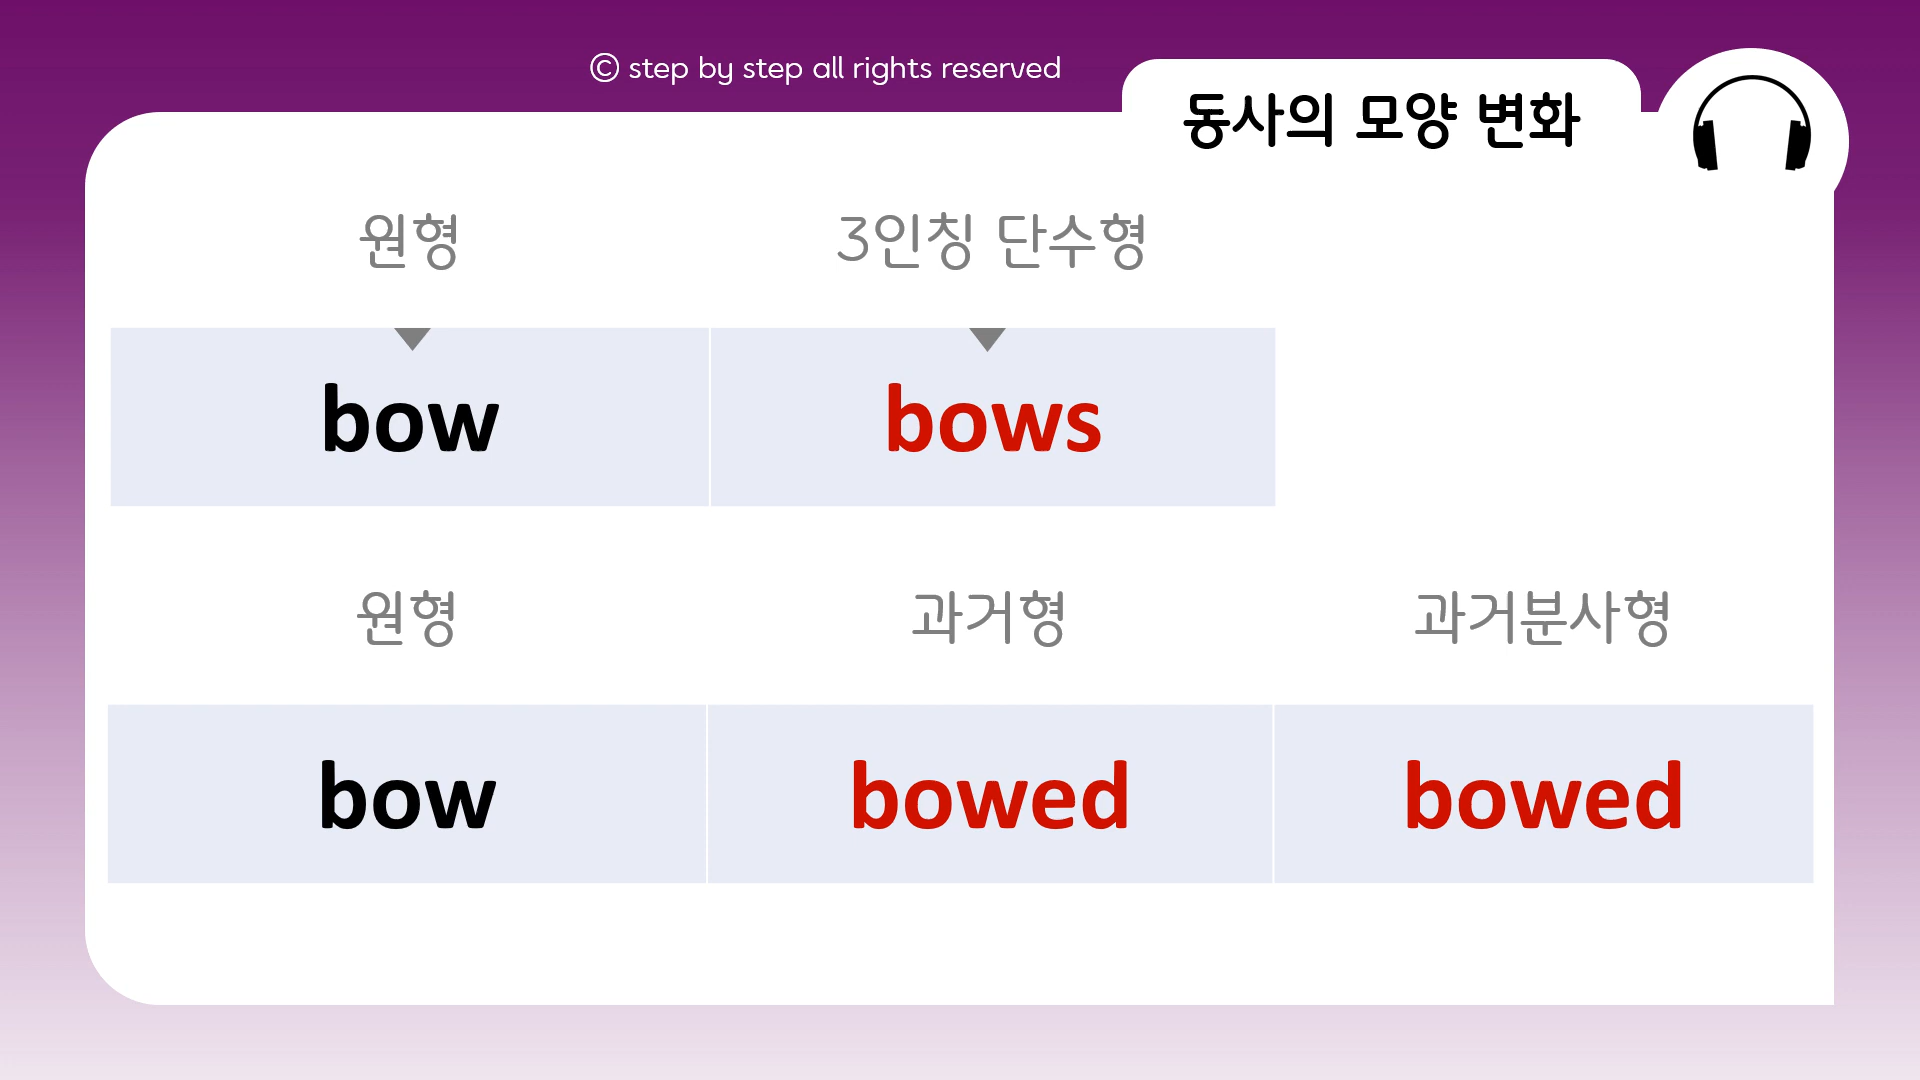 © step by step all rights reserved
동사의 모양 변화
원형 3인칭 단수형
bow bows
원형 과거형 과거분사형
bow bowed bowed